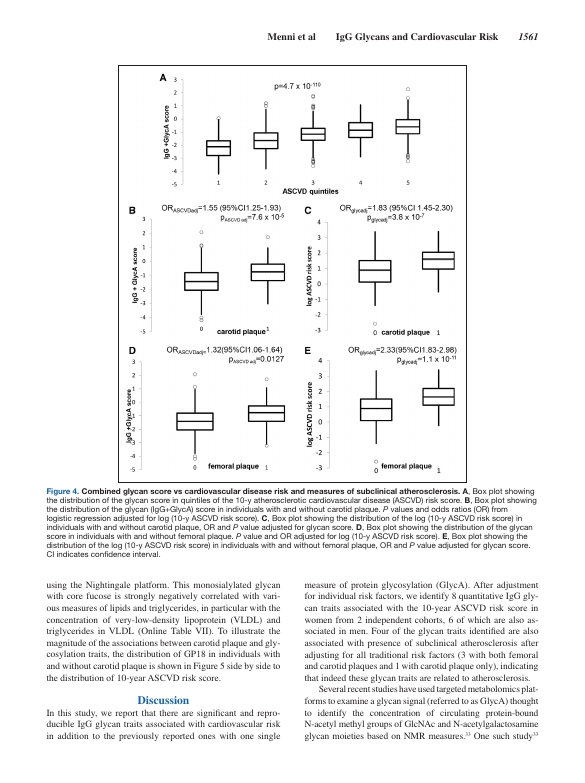 Menni et al IgG Glycans and Cardiovascular Risk 1561
A
p=4.7 x 10-110
IgG +GlycA score
3
2
1
0
-1
-2
-3
-4
-5
1 2 3 4 5
ASCVD quintiles
B
ORASCVDadj=1.55 (95%CI1.25-1.93)
pASCVD adj=7.6 x 10-5
IgG + GlycA score
3
2
1
0
-1
-2
-3
-4
-5
0 carotid plaque 1
C
ORglycadj=1.83 (95%CI 1.45-2.30)
pglycadj=3.8 x 10-7
log ASCVD risk score
4
3
2
1
0
-1
-2
-3
0 carotid plaque 1
D
ORASCVDadj=1.32(95%CI1.06-1.64)
pASCVD adj=0.0127
IgG +GlycA score
3
2
1
0
-1
-2
-3
-4
-5
0 femoral plaque 1
E
ORglycadj=2.33(95%CI1.83-2.98)
pglycadj=1.1 x 10-11
log ASCVD risk score
4
3
2
1
0
-1
-2
-3
0 femoral plaque 1
Figure 4. Combined glycan score vs cardiovascular disease risk and measures of subclinical atherosclerosis. A, Box plot showing
the distribution of the glycan score in quintiles of the 10-y atherosclerotic cardiovascular disease (ASCVD) risk score. B, Box plot showing
the distribution of the glycan (IgG+GlycA) score in individuals with and without carotid plaque. P values and odds ratios (OR) from
logistic regression adjusted for log (10-y ASCVD risk score). C, Box plot showing the distribution of the log (10-y ASCVD risk score) in
individuals with and without carotid plaque, OR and P value adjusted for glycan score. D, Box plot showing the distribution of the glycan
score in individuals with and without femoral plaque. P value and OR adjusted for log (10-y ASCVD risk score). E, Box plot showing the
distribution of the log (10-y ASCVD risk score) in individuals with and without femoral plaque, OR and P value adjusted for glycan score.
CI indicates confidence interval.
using the Nightingale platform. This monosialylated glycan
with core fucose is strongly negatively correlated with vari-
ous measures of lipids and triglycerides, in particular with the
concentration of very-low-density lipoprotein (VLDL) and
triglycerides in VLDL (Online Table VII). To illustrate the
magnitude of the associations between carotid plaque and gly-
cosylation traits, the distribution of GP18 in individuals with
and without carotid plaque is shown in Figure 5 side by side to
the distribution of 10-year ASCVD risk score.
Discussion
In this study, we report that there are significant and repro-
ducible IgG glycan traits associated with cardiovascular risk
in addition to the previously reported ones with one single
measure of protein glycosylation (GlycA). After adjustment
for individual risk factors, we identify 8 quantitative IgG gly-
can traits associated with the 10-year ASCVD risk score in
women from 2 independent cohorts, 6 of which are also as-
sociated in men. Four of the glycan traits identified are also
associated with presence of subclinical atherosclerosis after
adjusting for all traditional risk factors (3 with both femoral
and carotid plaques and 1 with carotid plaque only), indicating
that indeed these glycan traits are related to atherosclerosis.
Several recent studies have used targeted metabolomics plat-
forms to examine a glycan signal (referred to as GlycA) thought
to identify the concentration of circulating protein-bound
N-acetyl methyl groups of GlcNAc and N-acetylgalactosamine
glycan moieties based on NMR measures.33 One such study33